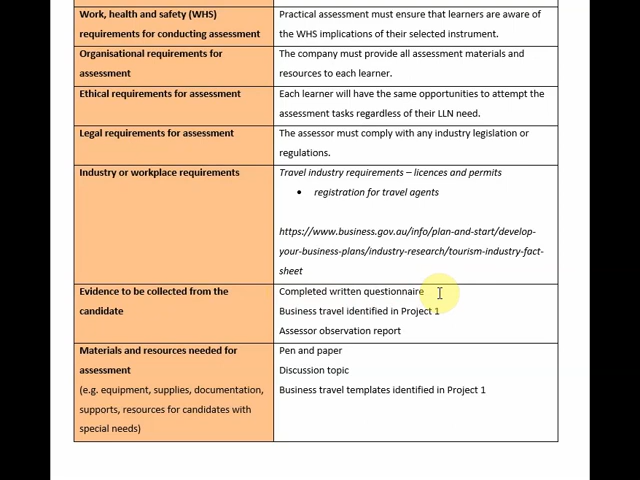 Work, health and safety (WHS)
requirements for conducting assessment
Practical assessment must ensure that learners are aware of
the WHS implications of their selected instrument.
Organisational requirements for
assessment
The company must provide all assessment materials and
resources to each learner.
Ethical requirements for assessment
Each learner will have the same opportunities to attempt the
assessment tasks regardless of their LLN need.
Legal requirements for assessment
The assessor must comply with any industry legislation or
regulations.
Industry or workplace requirements
Travel industry requirements – licences and permits
• registration for travel agents
https://www.business.gov.au/info/plan-and-start/develop-
your-business-plans/industry-research/tourism-industry-fact-
sheet
Evidence to be collected from the
candidate
Completed written questionnaire
Business travel identified in Project 1
Assessor observation report
Materials and resources needed for
assessment
(e.g. equipment, supplies, documentation,
supports, resources for candidates with
special needs)
Pen and paper
Discussion topic
Business travel templates identified in Project 1